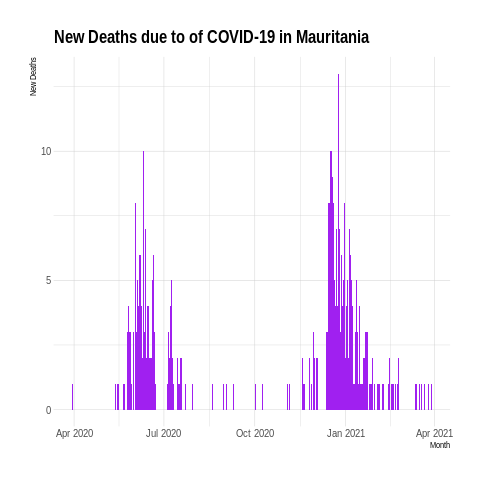 New Deaths due to of COVID-19 in Mauritania
New Deaths
10
5
0
Apr 2020 Jul 2020 Oct 2020 Jan 2021 Apr 2021
Month